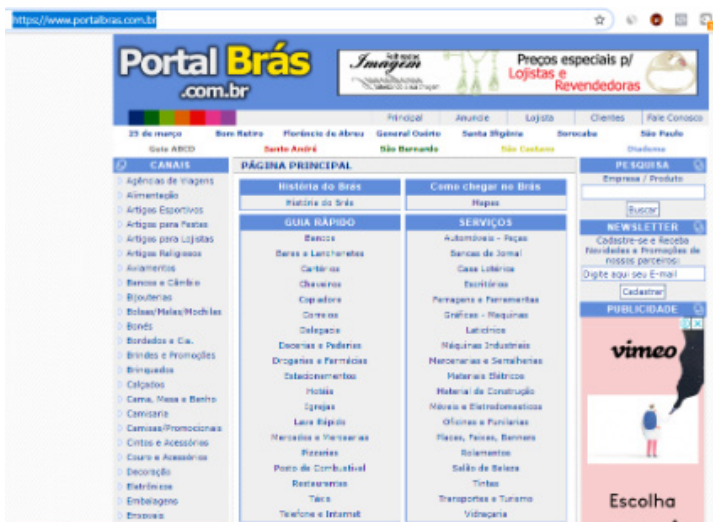 https://www.portalbras.com.br
Portal Brás
.com.br
Imagem
Preços especiais p/
Lojistas e
Revendedoras
Principal Anuncie Lojista Clientes Fale Conosco
25 de março Bom Retiro Florêncio de Abreu General Osório Santa Ifigênia Sorocaba São Paulo
Guia ABCD Santo André São Bernardo São Caetano Diadema
CANAIS
Agências de Viagens
Alimentação
Artigos Esportivos
Artigos para Festas
Artigos para Lojistas
Artigos Religiosos
Aviamentos
Bancos e Câmbio
Bijouterias
Bolsas/Malas/Mochilas
Bonés
Bordados e Cia.
Brindes e Promoções
Brinquedos
Calçados
Cama, Mesa e Banho
Camisaria
Camisas/Promocionais
Cintos e Acessórios
Couro e Acessórios
Decoração
Eletrônicos
Embalagens
Enxovais
PÁGINA PRINCIPAL
História do Brás
História do Brás
Como chegar no Brás
Mapas
GUIA RÁPIDO
Bancos
Bares e Lanchonetes
Cartórios
Chaveiros
Copiadora
Correios
Delegacia
Docerias e Padarias
Drogarias e Farmácias
Estacionamentos
Hotéis
Igrejas
Lava Rápido
Mercados e Mercearias
Pizzarias
Posto de Combustível
Restaurantes
Táxis
Telefone e Internet
SERVIÇOS
Automóveis - Peças
Bancas de Jornal
Casa Lotérica
Escritórios
Ferragens e Ferramentas
Gráficas - Maquinas
Laticínios
Máquinas Industriais
Marcenarias e Serralherias
Materiais Elétricos
Material de Construção
Móveis e Eletrodomesticos
Oficinas e Funilarias
Placas, Faixas, Banners
Rolamentos
Salão de Beleza
Tintas
Transportes e Turismo
Vidraçaria
PESQUISA
Empresa / Produto
Buscar
NEWSLETTER
Cadastre-se e Receba
Novidades e Promoções de
nossos parceiros:
Digite aqui seu E-mail
Cadastrar
PUBLICIDADE
vimeo
Escolha